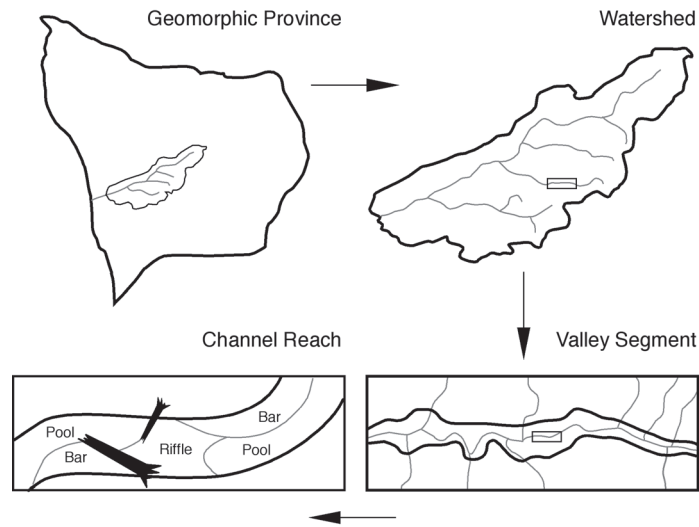 Geomorphic Province
Watershed
Channel Reach
Valley Segment
Bar
Pool
Bar
Riffle
Pool